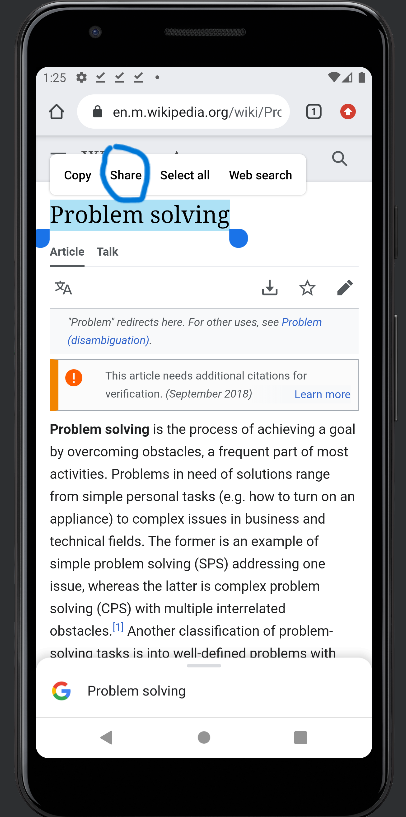 1:25
en.m.wikipedia.org/wiki/Prc
1
Copy Share Select all Web search
Problem solving
Article Talk
"Problem" redirects here. For other uses, see Problem
(disambiguation).
This article needs additional citations for
verification. (September 2018) Learn more
Problem solving is the process of achieving a goal
by overcoming obstacles, a frequent part of most
activities. Problems in need of solutions range
from simple personal tasks (e.g. how to turn on an
appliance) to complex issues in business and
technical fields. The former is an example of
simple problem solving (SPS) addressing one
issue, whereas the latter is complex problem
solving (CPS) with multiple interrelated
obstacles.[1] Another classification of problem-
solving tasks is into well-defined problems with
Problem solving